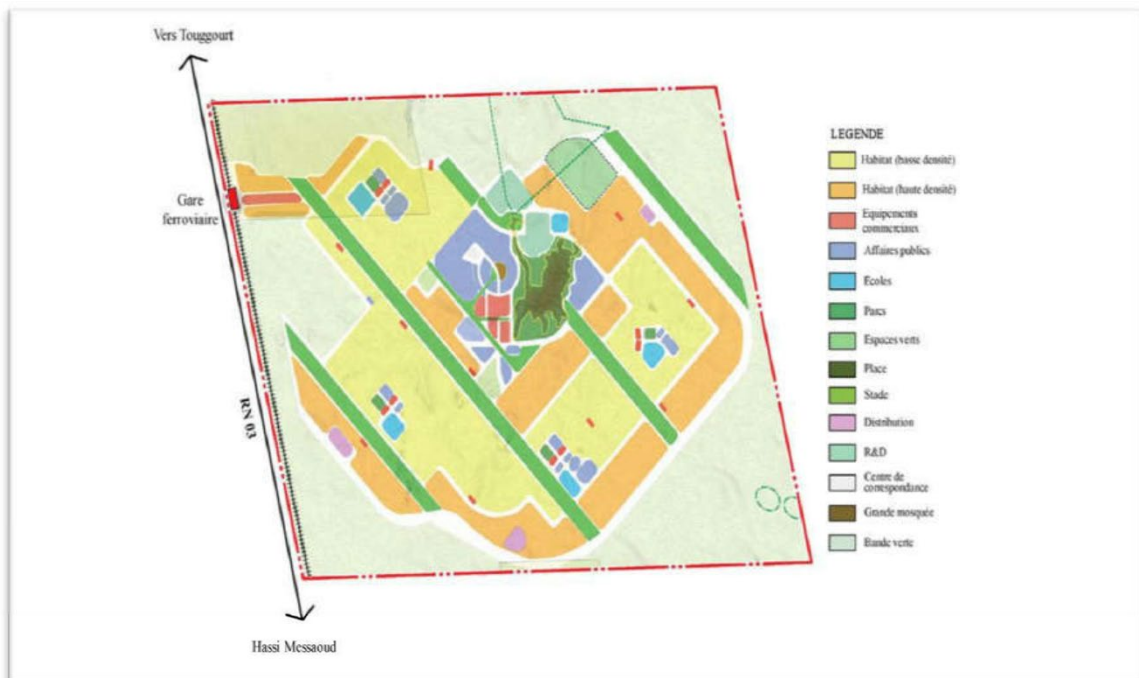 Vers Touggourt
Gare
ferroviaire
RN 03
Hassi Messaoud
LEGENDE
Habitat (basse densité)
Habitat (haute densité)
Equipements
commerciaux
Affaires publics
Ecoles
Parcs
Espaces verts
Place
Stade
Distribution
R&D
Centre de
correspondance
Grande mosquée
Bande verte